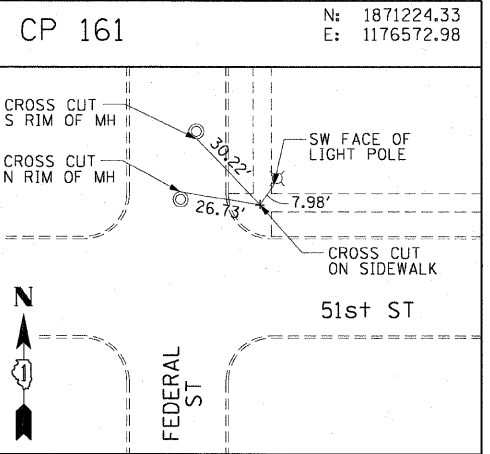 CP 161
N: 1871224.33
E: 1176572.98
CROSS CUT
S RIM OF MH
30.22'
SW FACE OF
LIGHT POLE
CROSS CUT
N RIM OF MH
26.73'
7.98'
CROSS CUT
ON SIDEWALK
N
1
51st ST
FEDERAL
ST